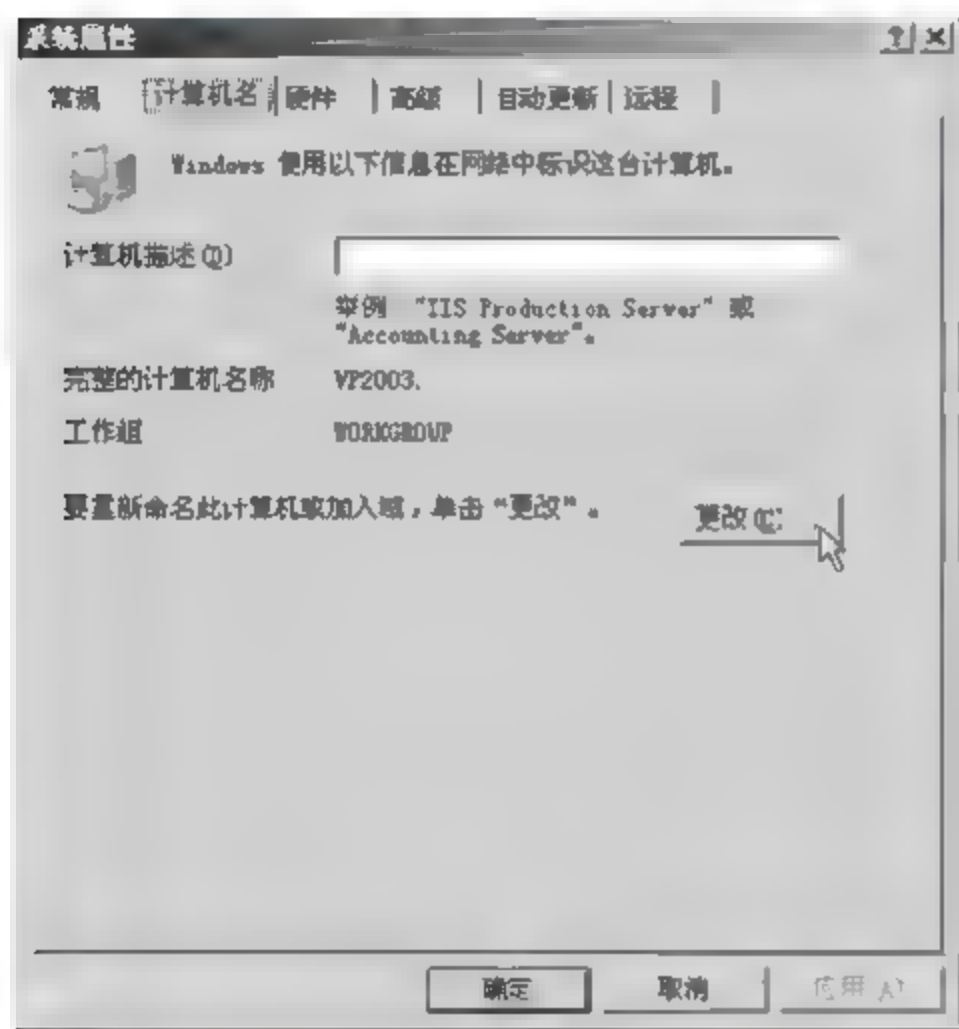 系统属性
常规 计算机名 硬件 高级 自动更新 远程
Windows 使用以下信息在网络中标识这台计算机。
计算机描述(D)
举例 "IIS Production Server" 或
"Accounting Server"。
完整的计算机名称 VP2003.
工作组 WORKGROUP
要重新命名此计算机或加入域，单击“更改”。 更改(C)
确定 取消 应用(A)